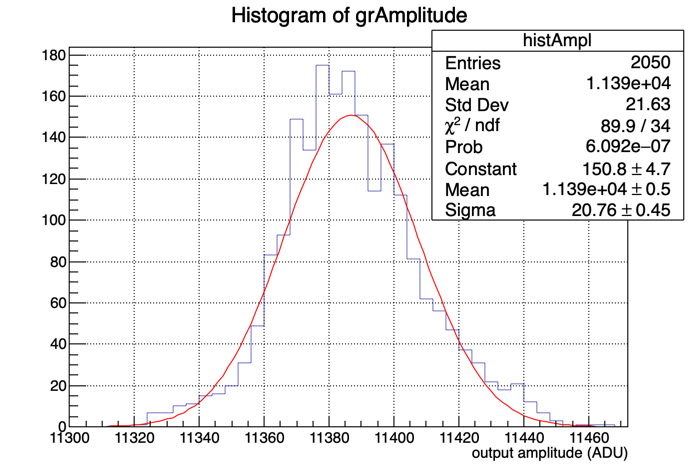 Histogram of grAmplitude
histAmpl
Entries 2050
Mean 1.139e+04
Std Dev 21.63
χ² / ndf 89.9 / 34
Prob 6.092e−07
Constant 150.8 ± 4.7
Mean 1.139e+04 ± 0.5
Sigma 20.76 ± 0.45
180
160
140
120
100
80
60
40
20
0
11300 11320 11340 11360 11380 11400 11420 11440 11460
output amplitude (ADU)